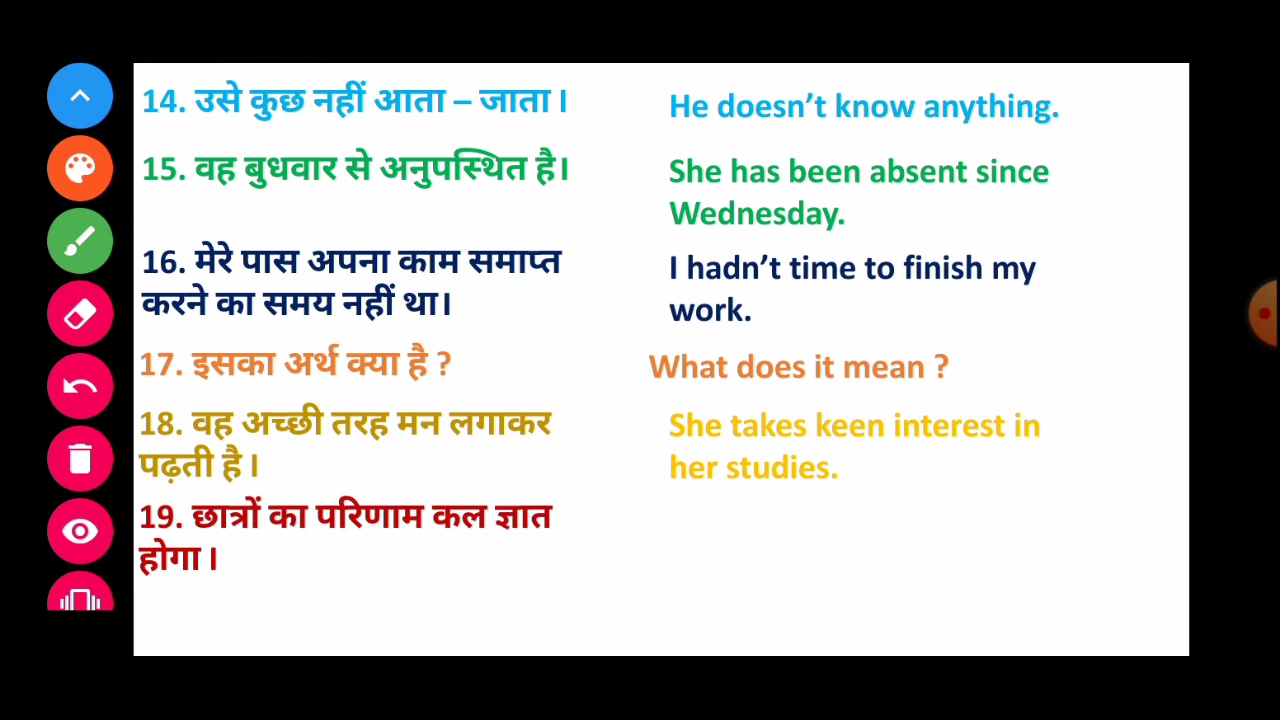 14. उसे कुछ नहीं आता – जाता। He doesn’t know anything.
15. वह बुधवार से अनुपस्थित है। She has been absent since
Wednesday.
16. मेरे पास अपना काम समाप्त I hadn’t time to finish my
करने का समय नहीं था। work.
17. इसका अर्थ क्या है ? What does it mean ?
18. वह अच्छी तरह मन लगाकर She takes keen interest in
पढ़ती है। her studies.
19. छात्रों का परिणाम कल ज्ञात
होगा।